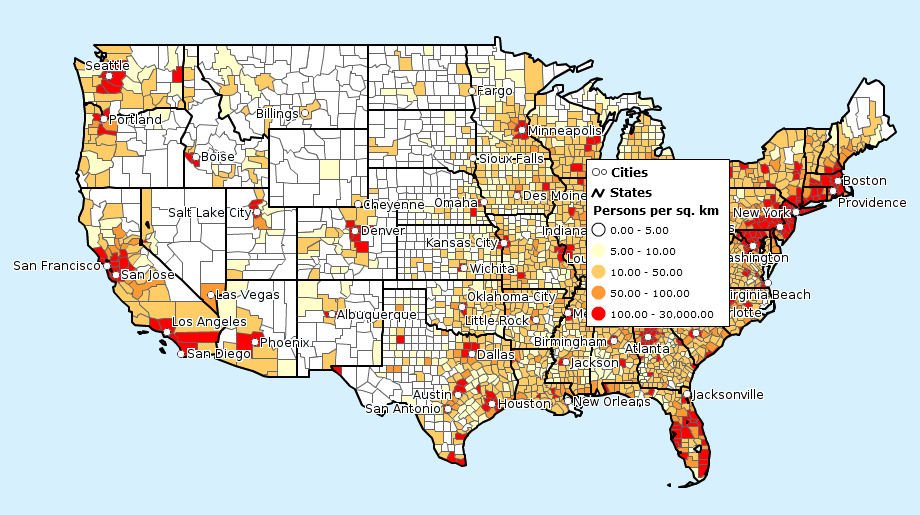 Seattle
Portland
Billings
Fargo
Minneapolis
Boise
Sioux Falls
Salt Lake City
Cheyenne
Omaha
Des Moine
Denver
Kansas City
Indiana
Lou
San Francisco
San Jose
Wichita
Las Vegas
Oklahoma City
Los Angeles
Albuquerque
Little Rock
Me
San Diego
Phoenix
Dallas
Birmingham
Atlanta
Jackson
Austin
San Antonio
Houston
New Orleans
Jacksonville
Cities
States
Persons per sq. km
0.00 - 5.00
5.00 - 10.00
10.00 - 50.00
50.00 - 100.00
100.00 - 30,000.00
Boston
Providence
New York
s
ashington
irginia Beach
lotte